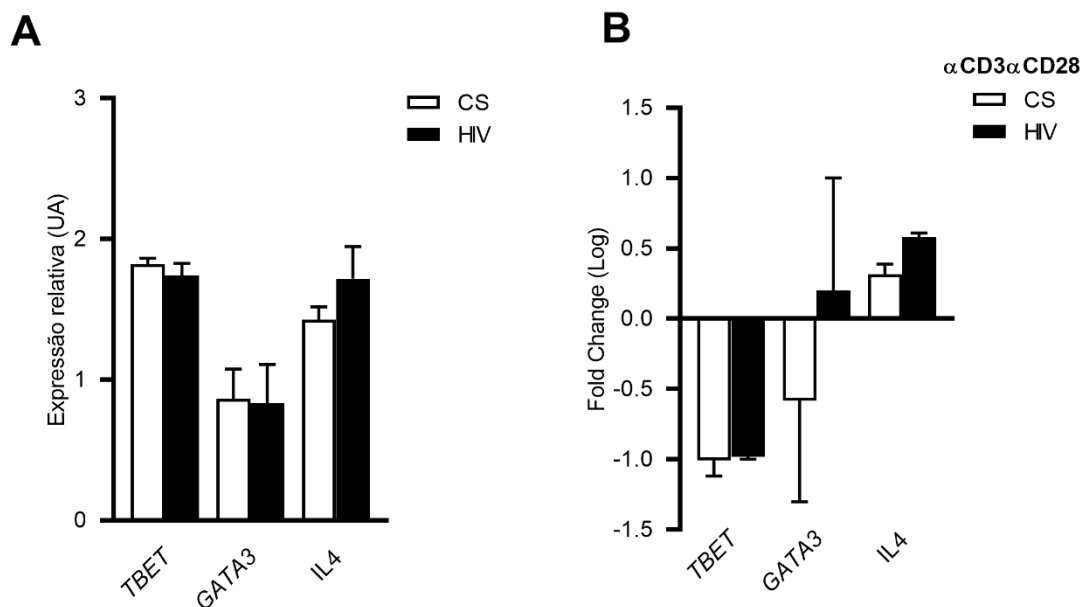 A
CS
HIV
Expressão relativa (UA)
3
2
1
0
TBET
GATA3
IL4
B
αCD3αCD28
CS
HIV
Fold Change (Log)
1.5
1.0
0.5
0.0
-0.5
-1.0
-1.5
TBET
GATA3
IL4